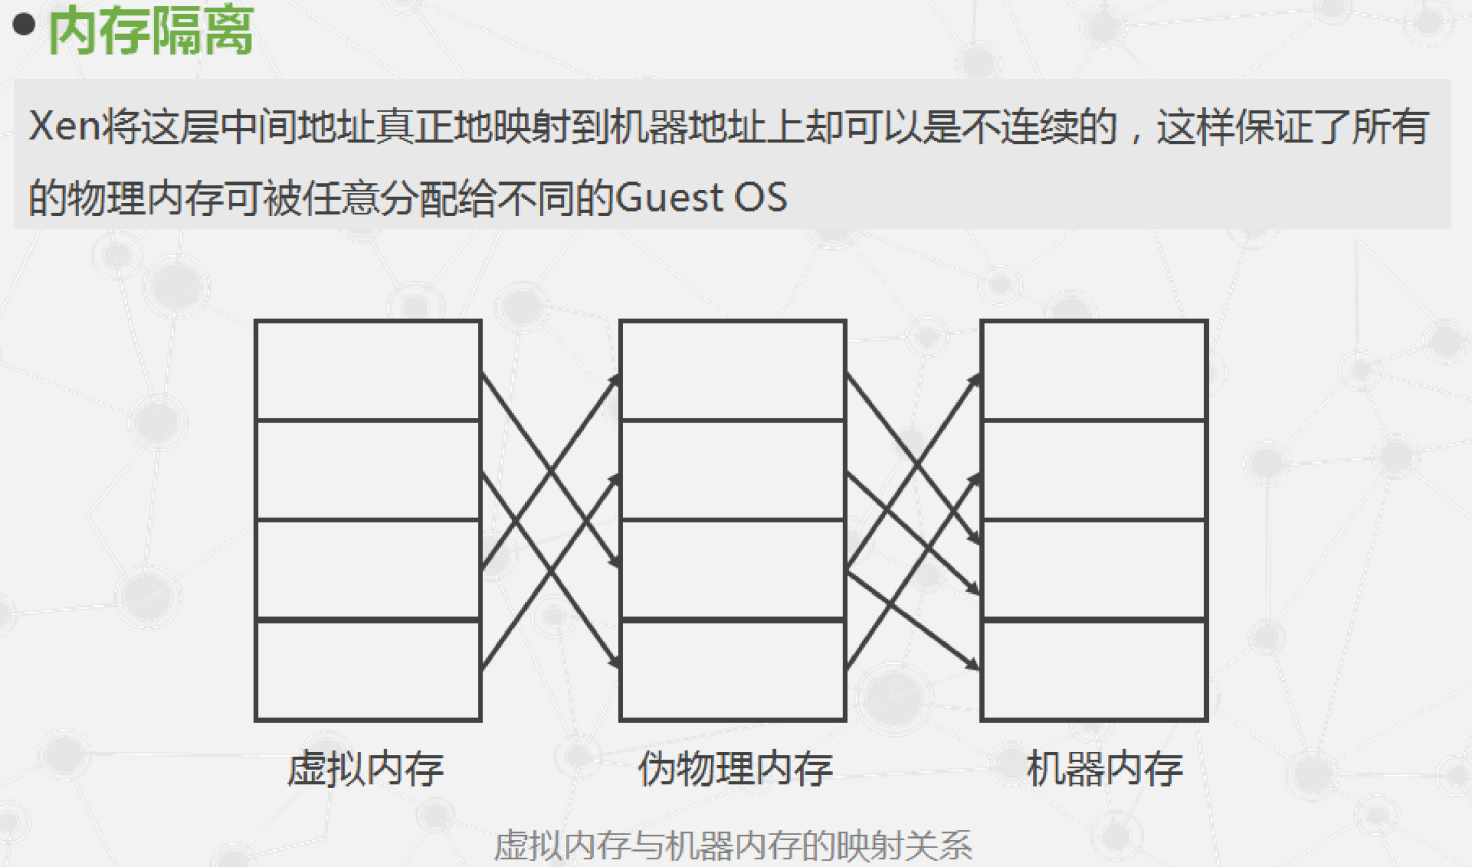 ● 内存隔离
Xen将这层中间地址真正地映射到机器地址上却可以是不连续的，这样保证了所有
的物理内存可被任意分配给不同的Guest OS
虚拟内存 伪物理内存 机器内存
虚拟内存与机器内存的映射关系